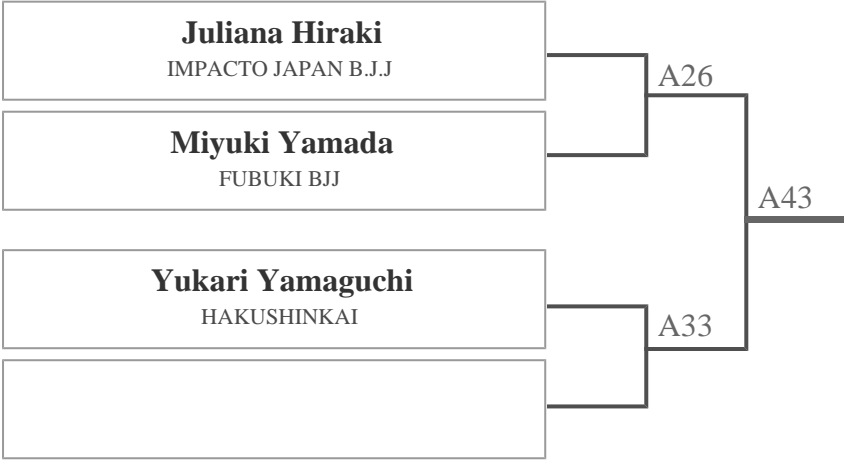 Juliana Hiraki
IMPACTO JAPAN B.J.J
A26
Miyuki Yamada
FUBUKI BJJ
A43
Yukari Yamaguchi
HAKUSHINKAI
A33